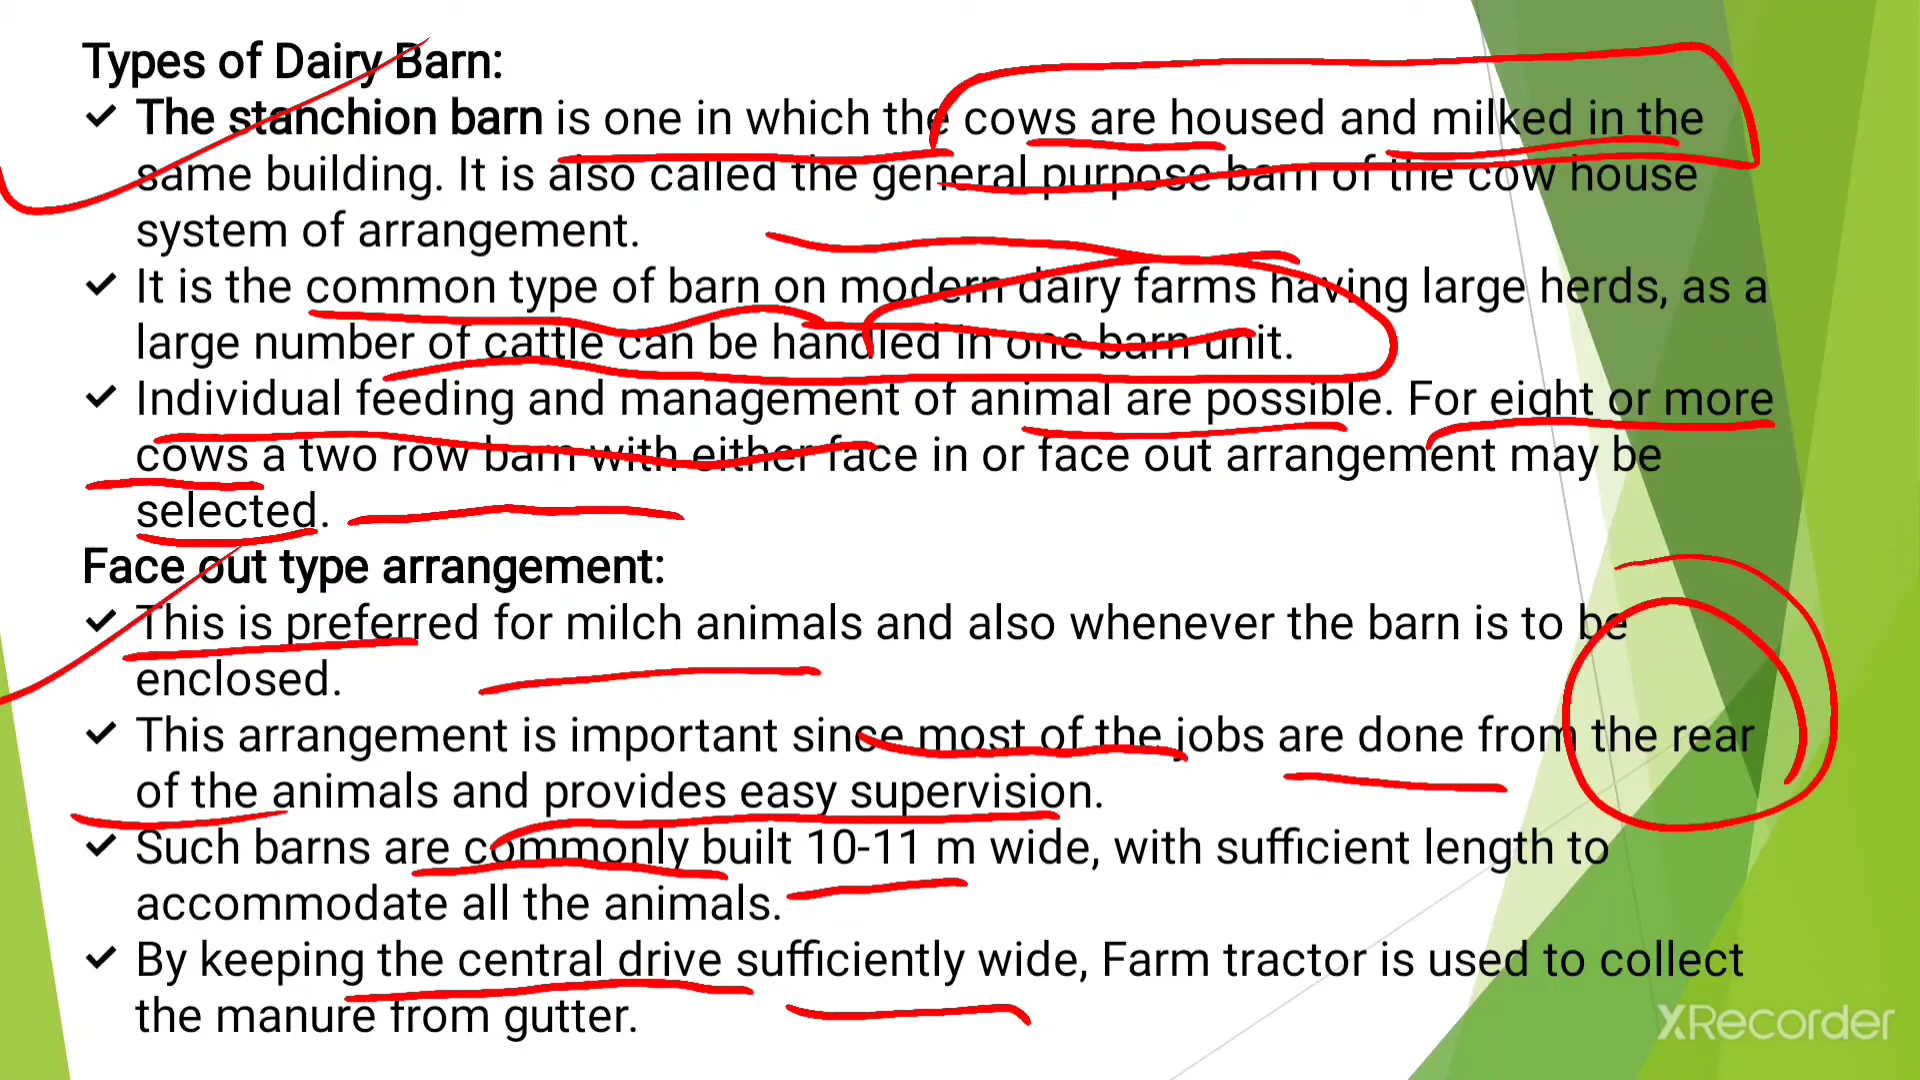 Types of Dairy Barn:
✓ The stanchion barn is one in which the cows are housed and milked in the
same building. It is also called the general purpose barn of the cow house
system of arrangement.
✓ It is the common type of barn on modern dairy farms having large herds, as a
large number of cattle can be handled in one barn unit.
✓ Individual feeding and management of animal are possible. For eight or more
cows a two row barn with either face in or face out arrangement may be
selected.
Face out type arrangement:
✓ This is preferred for milch animals and also whenever the barn is to be
enclosed.
✓ This arrangement is important since most of the jobs are done from the rear
of the animals and provides easy supervision.
✓ Such barns are commonly built 10-11 m wide, with sufficient length to
accommodate all the animals.
✓ By keeping the central drive sufficiently wide, Farm tractor is used to collect
the manure from gutter.
XRecorder